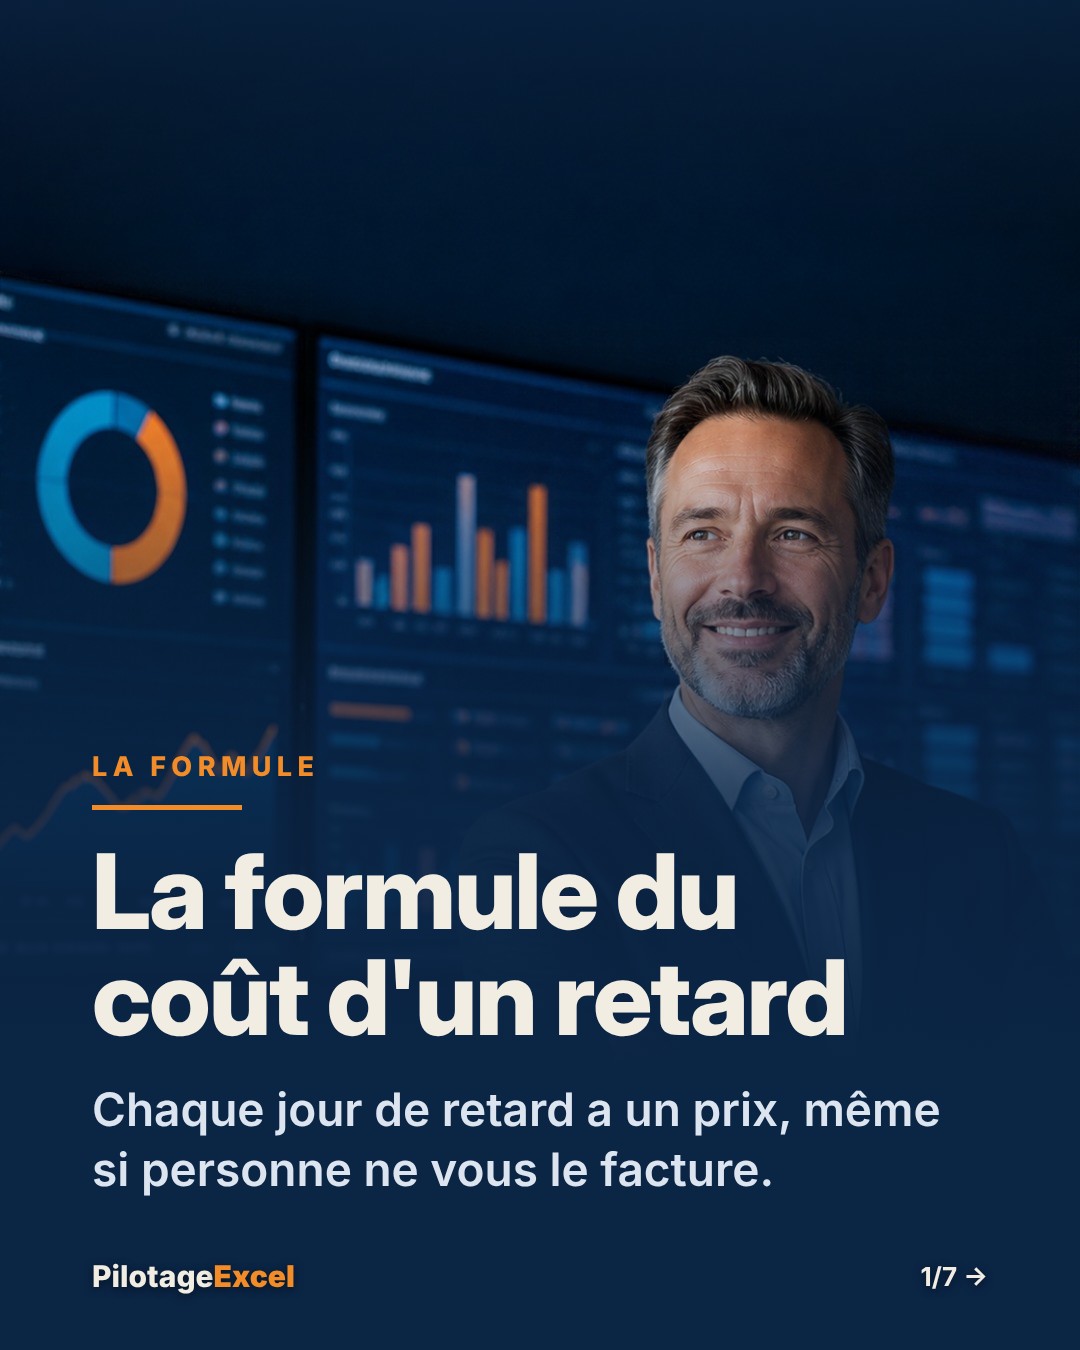 LA FORMULE
La formule du
coût d'un retard
Chaque jour de retard a un prix, même
si personne ne vous le facture.
PilotageExcel
1/7 →